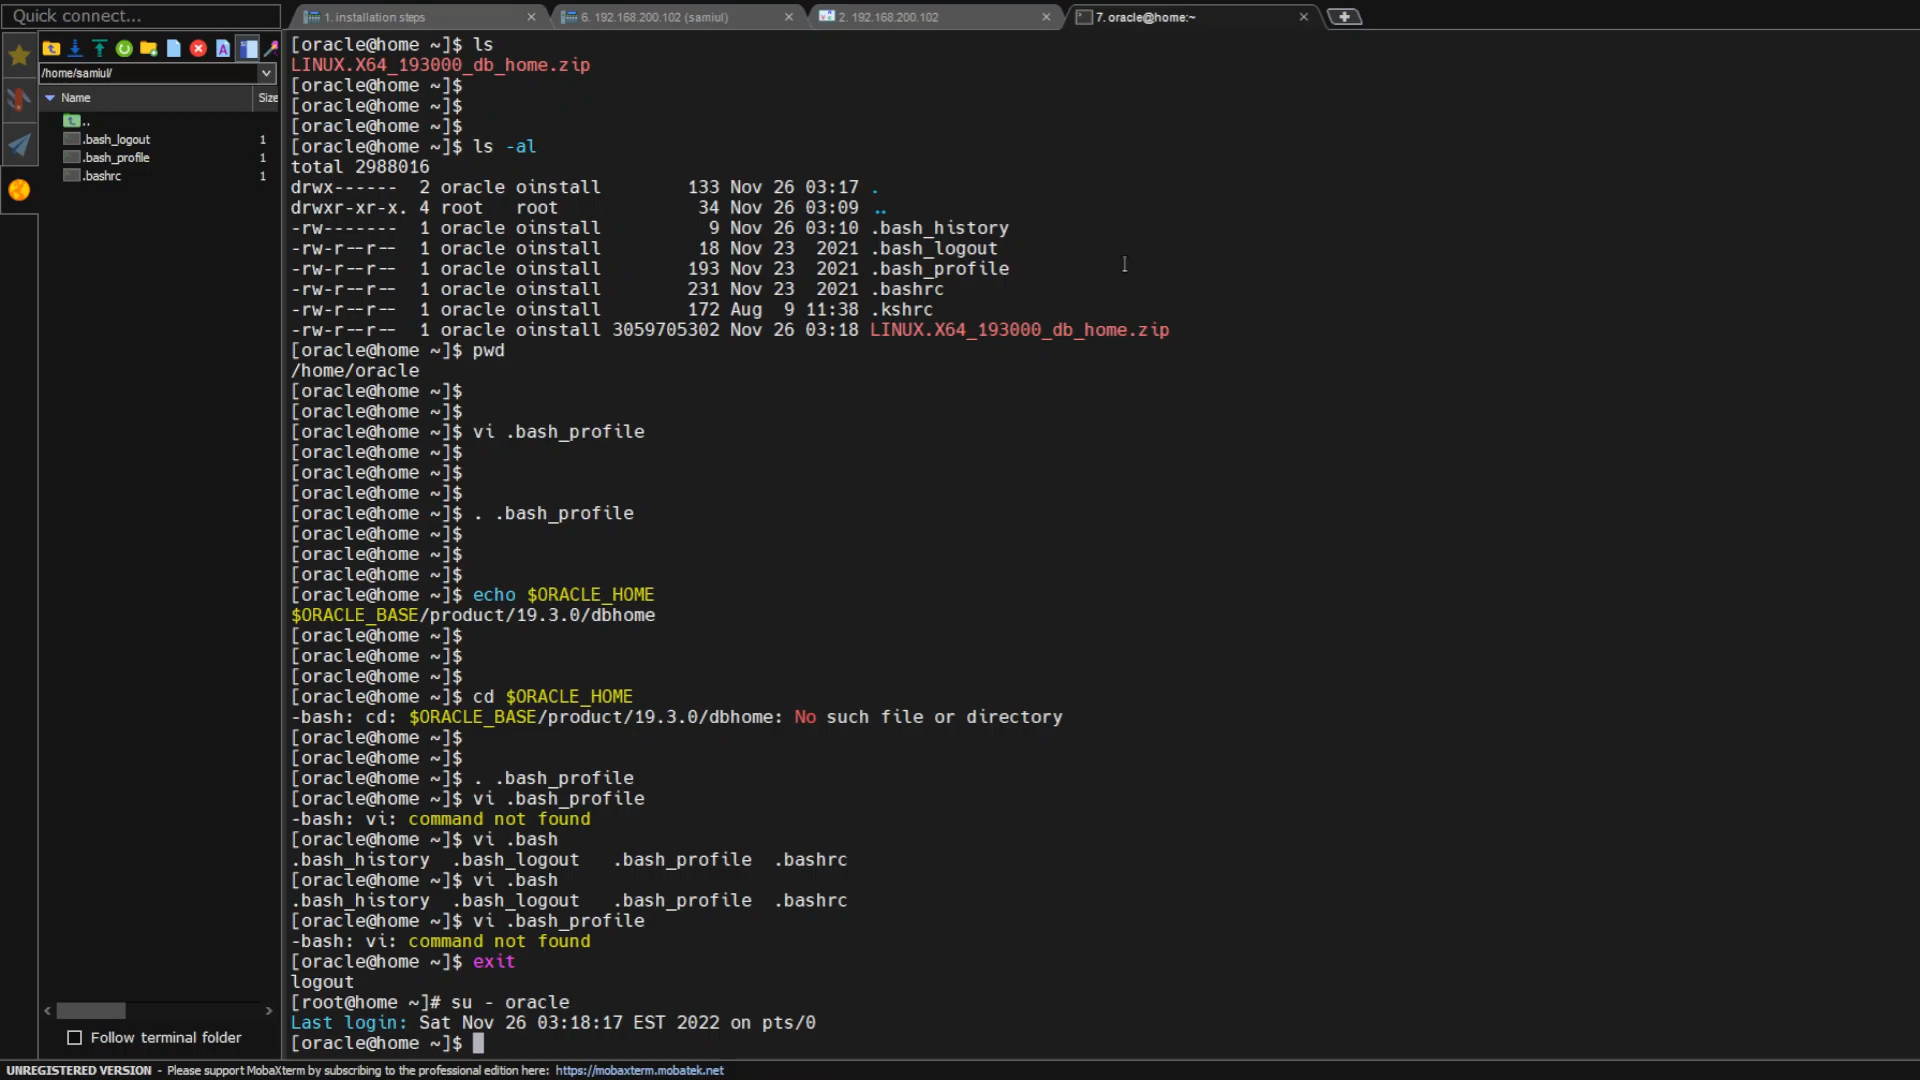 Quick connect...
1. installation steps
6. 192.168.200.102 (samiul)
2. 192.168.200.102
7. oracle@home:~
/home/samiul/
Name
Size
..
.bash_logout 1
.bash_profile 1
.bashrc 1
Follow terminal folder
[oracle@home ~]$ ls
LINUX.X64_193000_db_home.zip
[oracle@home ~]$
[oracle@home ~]$
[oracle@home ~]$
[oracle@home ~]$ ls -al
total 2988016
drwx------ 2 oracle oinstall 133 Nov 26 03:17 .
drwxr-xr-x. 4 root root 34 Nov 26 03:09 ..
-rw------- 1 oracle oinstall 9 Nov 26 03:10 .bash_history
-rw-r--r-- 1 oracle oinstall 18 Nov 23 2021 .bash_logout
-rw-r--r-- 1 oracle oinstall 193 Nov 23 2021 .bash_profile
-rw-r--r-- 1 oracle oinstall 231 Nov 23 2021 .bashrc
-rw-r--r-- 1 oracle oinstall 172 Aug 9 11:38 .kshrc
-rw-r--r-- 1 oracle oinstall 3059705302 Nov 26 03:18 LINUX.X64_193000_db_home.zip
[oracle@home ~]$ pwd
/home/oracle
[oracle@home ~]$
[oracle@home ~]$
[oracle@home ~]$ vi .bash_profile
[oracle@home ~]$
[oracle@home ~]$
[oracle@home ~]$
[oracle@home ~]$ . .bash_profile
[oracle@home ~]$
[oracle@home ~]$
[oracle@home ~]$
[oracle@home ~]$ echo $ORACLE_HOME
$ORACLE_BASE/product/19.3.0/dbhome
[oracle@home ~]$
[oracle@home ~]$
[oracle@home ~]$
[oracle@home ~]$ cd $ORACLE_HOME
-bash: cd: $ORACLE_BASE/product/19.3.0/dbhome: No such file or directory
[oracle@home ~]$
[oracle@home ~]$
[oracle@home ~]$ . .bash_profile
[oracle@home ~]$ vi .bash_profile
-bash: vi: command not found
[oracle@home ~]$ vi .bash
.bash_history .bash_logout .bash_profile .bashrc
[oracle@home ~]$ vi .bash
.bash_history .bash_logout .bash_profile .bashrc
[oracle@home ~]$ vi .bash_profile
-bash: vi: command not found
[oracle@home ~]$ exit
logout
[root@home ~]# su - oracle
Last login: Sat Nov 26 03:18:17 EST 2022 on pts/0
[oracle@home ~]$
UNREGISTERED VERSION - Please support MobaXterm by subscribing to the professional edition here: https://mobaxterm.mobatek.net